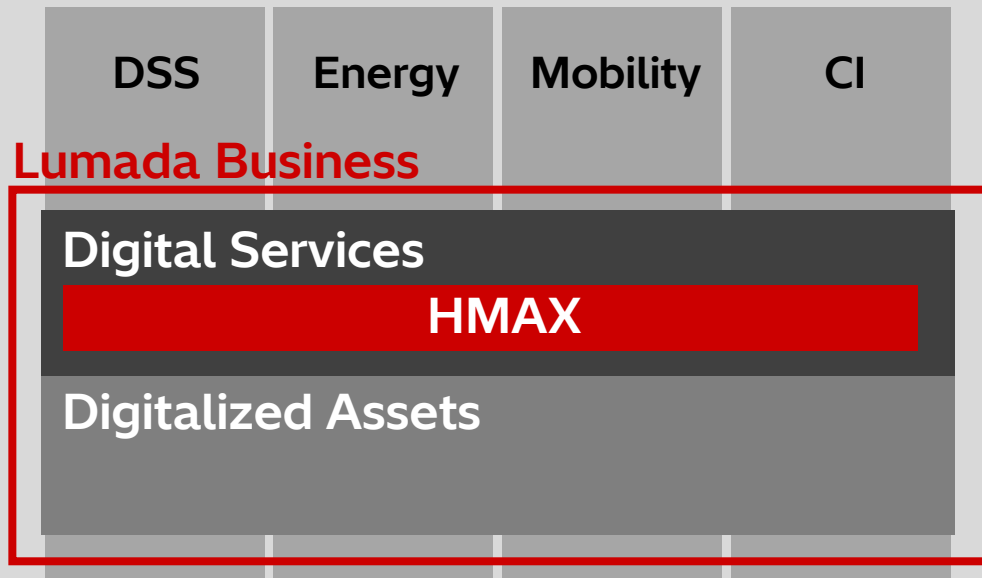 DSS Energy Mobility CI
Lumada Business
Digital Services
HMAX
Digitalized Assets